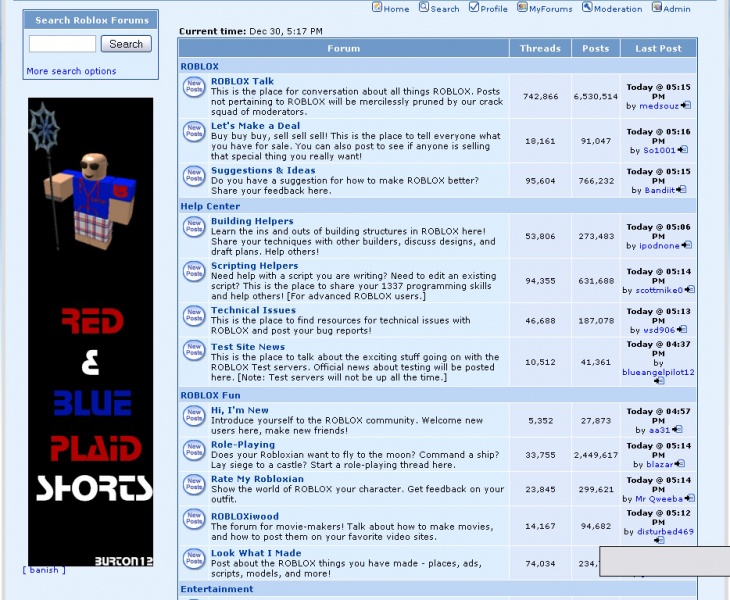 Home Search Profile MyForums Moderation Admin
Search Roblox Forums
Search
More search options
RED
&
BLUE
PLAID
SHORTS
BURTON12
[ banish ]
Current time: Dec 30, 5:17 PM
Forum Threads Posts Last Post
ROBLOX
New Posts
ROBLOX Talk
This is the place for conversation about all things ROBLOX. Posts
not pertaining to ROBLOX will be mercilessly pruned by our crack
squad of moderators.
742,866 6,530,514
Today @ 05:15
PM
by medsouz
New Posts
Let's Make a Deal
Buy buy buy, sell sell sell! This is the place to tell everyone what
you have for sale. You can also post to see if anyone is selling
that special thing you really want!
18,161 91,047
Today @ 05:16
PM
by So1001
New Posts
Suggestions & Ideas
Do you have a suggestion for how to make ROBLOX better?
Share your feedback here.
95,604 766,232
Today @ 05:15
PM
by Bandiit
Help Center
New Posts
Building Helpers
Learn the ins and outs of building structures in ROBLOX here!
Share your techniques with other builders, discuss designs, and
draft plans. Help others!
53,806 273,483
Today @ 05:06
PM
by ipodnone
New Posts
Scripting Helpers
Need help with a script you are writing? Need to edit an existing
script? This is the place to share your 1337 programming skills
and help others! [For advanced ROBLOX users.]
94,355 631,688
Today @ 05:14
PM
by scottmike0
New Posts
Technical Issues
This is the place to find resources for technical issues with
ROBLOX and post your bug reports!
46,688 187,078
Today @ 05:13
PM
by wsd906
New Posts
Test Site News
This is the place to talk about the exciting stuff going on with the
ROBLOX Test servers. Official news about testing will be posted
here. [Note: Test servers will not be up all the time.]
10,512 41,361
Today @ 04:37
PM
by
blueangelpilot12
ROBLOX Fun
New Posts
Hi, I'm New
Introduce yourself to the ROBLOX community. Welcome new
users here, make new friends!
5,352 27,873
Today @ 04:57
PM
by aa31
New Posts
Role-Playing
Does your Robloxian want to fly to the moon? Command a ship?
Lay siege to a castle? Start a role-playing thread here.
33,755 2,449,617
Today @ 05:14
PM
by blazar
New Posts
Rate My Robloxian
Show the world of ROBLOX your character. Get feedback on your
outfit.
23,845 299,621
Today @ 05:14
PM
by Mr Qweeba
New Posts
ROBLOXiwood
The forum for movie-makers! Talk about how to make movies,
and how to post them on your favorite video sites.
14,167 94,682
Today @ 05:12
PM
by disturbed469
New Posts
Look What I Made
Post about the ROBLOX things you have made - places, ads,
scripts, models, and more!
74,034 234,
Entertainment